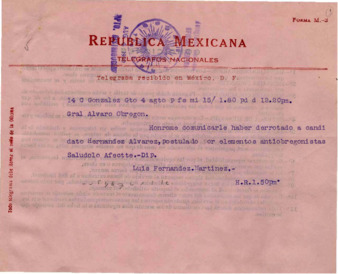 FORMA M.-2
REPUBLICA MEXICANA
TELEGRAFOS NACIONALES
Telegrama recibido en México, D. F.
14 C Gonzalez Gto 4 agto 9 fs mi 15/ 1.50 pd d 12.20pm.
Gral Alvaro Obregon.
Honrome comunicarle haber derrotado a candi
dato Hernandez Alvarez, postulado por elementos Antiobregonistas
Saludolo Afectte.-Dip.
Luis Fernandez. Martinez.-
R.R.1.50pm"